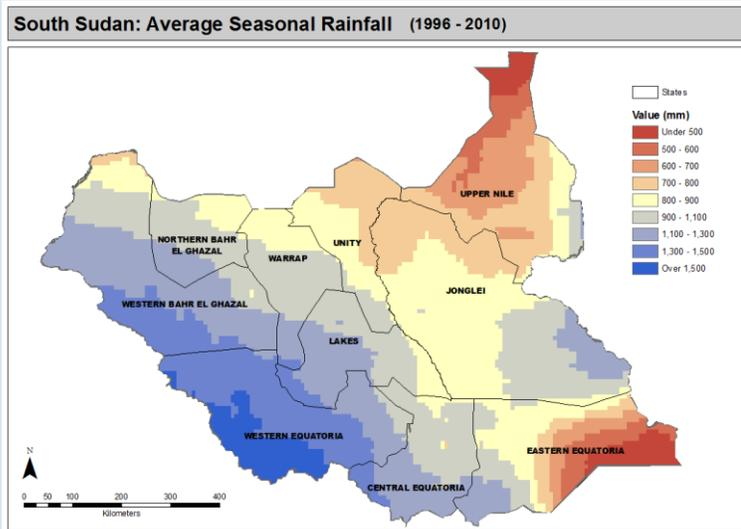 South Sudan: Average Seasonal Rainfall (1996 - 2010)
States
Value (mm)
Under 500
500 - 600
600 - 700
700 - 800
800 - 900
900 - 1,100
1,100 - 1,300
1,300 - 1,500
Over 1,500
UPPER NILE
NORTHERN BAHR
EL GHAZAL
UNITY
WARRAP
JONGLEI
WESTERN BAHR EL GHAZAL
LAKES
WESTERN EQUATORIA
EASTERN EQUATORIA
CENTRAL EQUATORIA
N
0 50 100 200 300 400
Kilometers